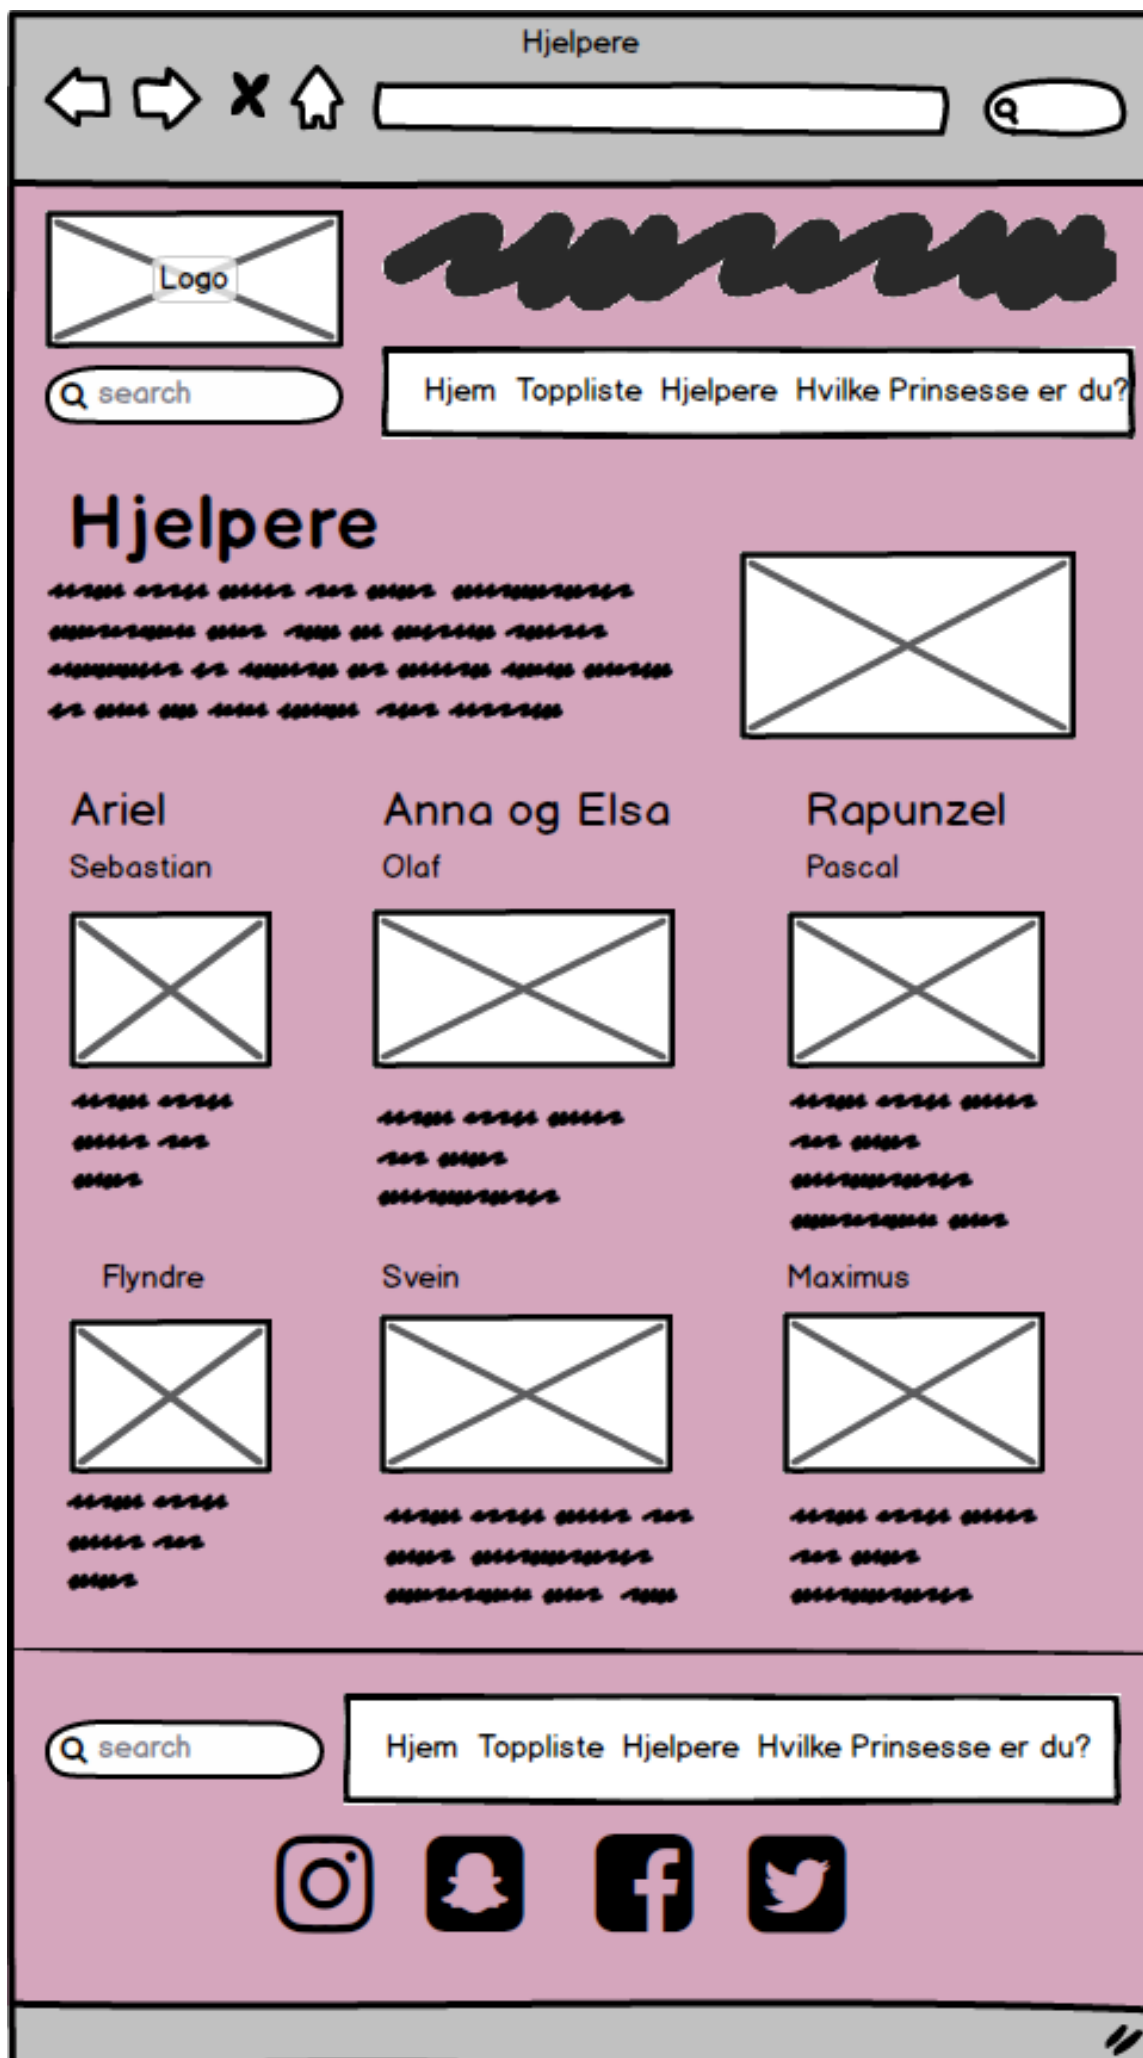 Hjelpere
Logo
search
Hjem Toppliste Hjelpere Hvilke Prinsesse er du?
Hjelpere
Ariel Anna og Elsa Rapunzel
Sebastian Olaf Pascal
Flyndre Svein Maximus
search
Hjem Toppliste Hjelpere Hvilke Prinsesse er du?